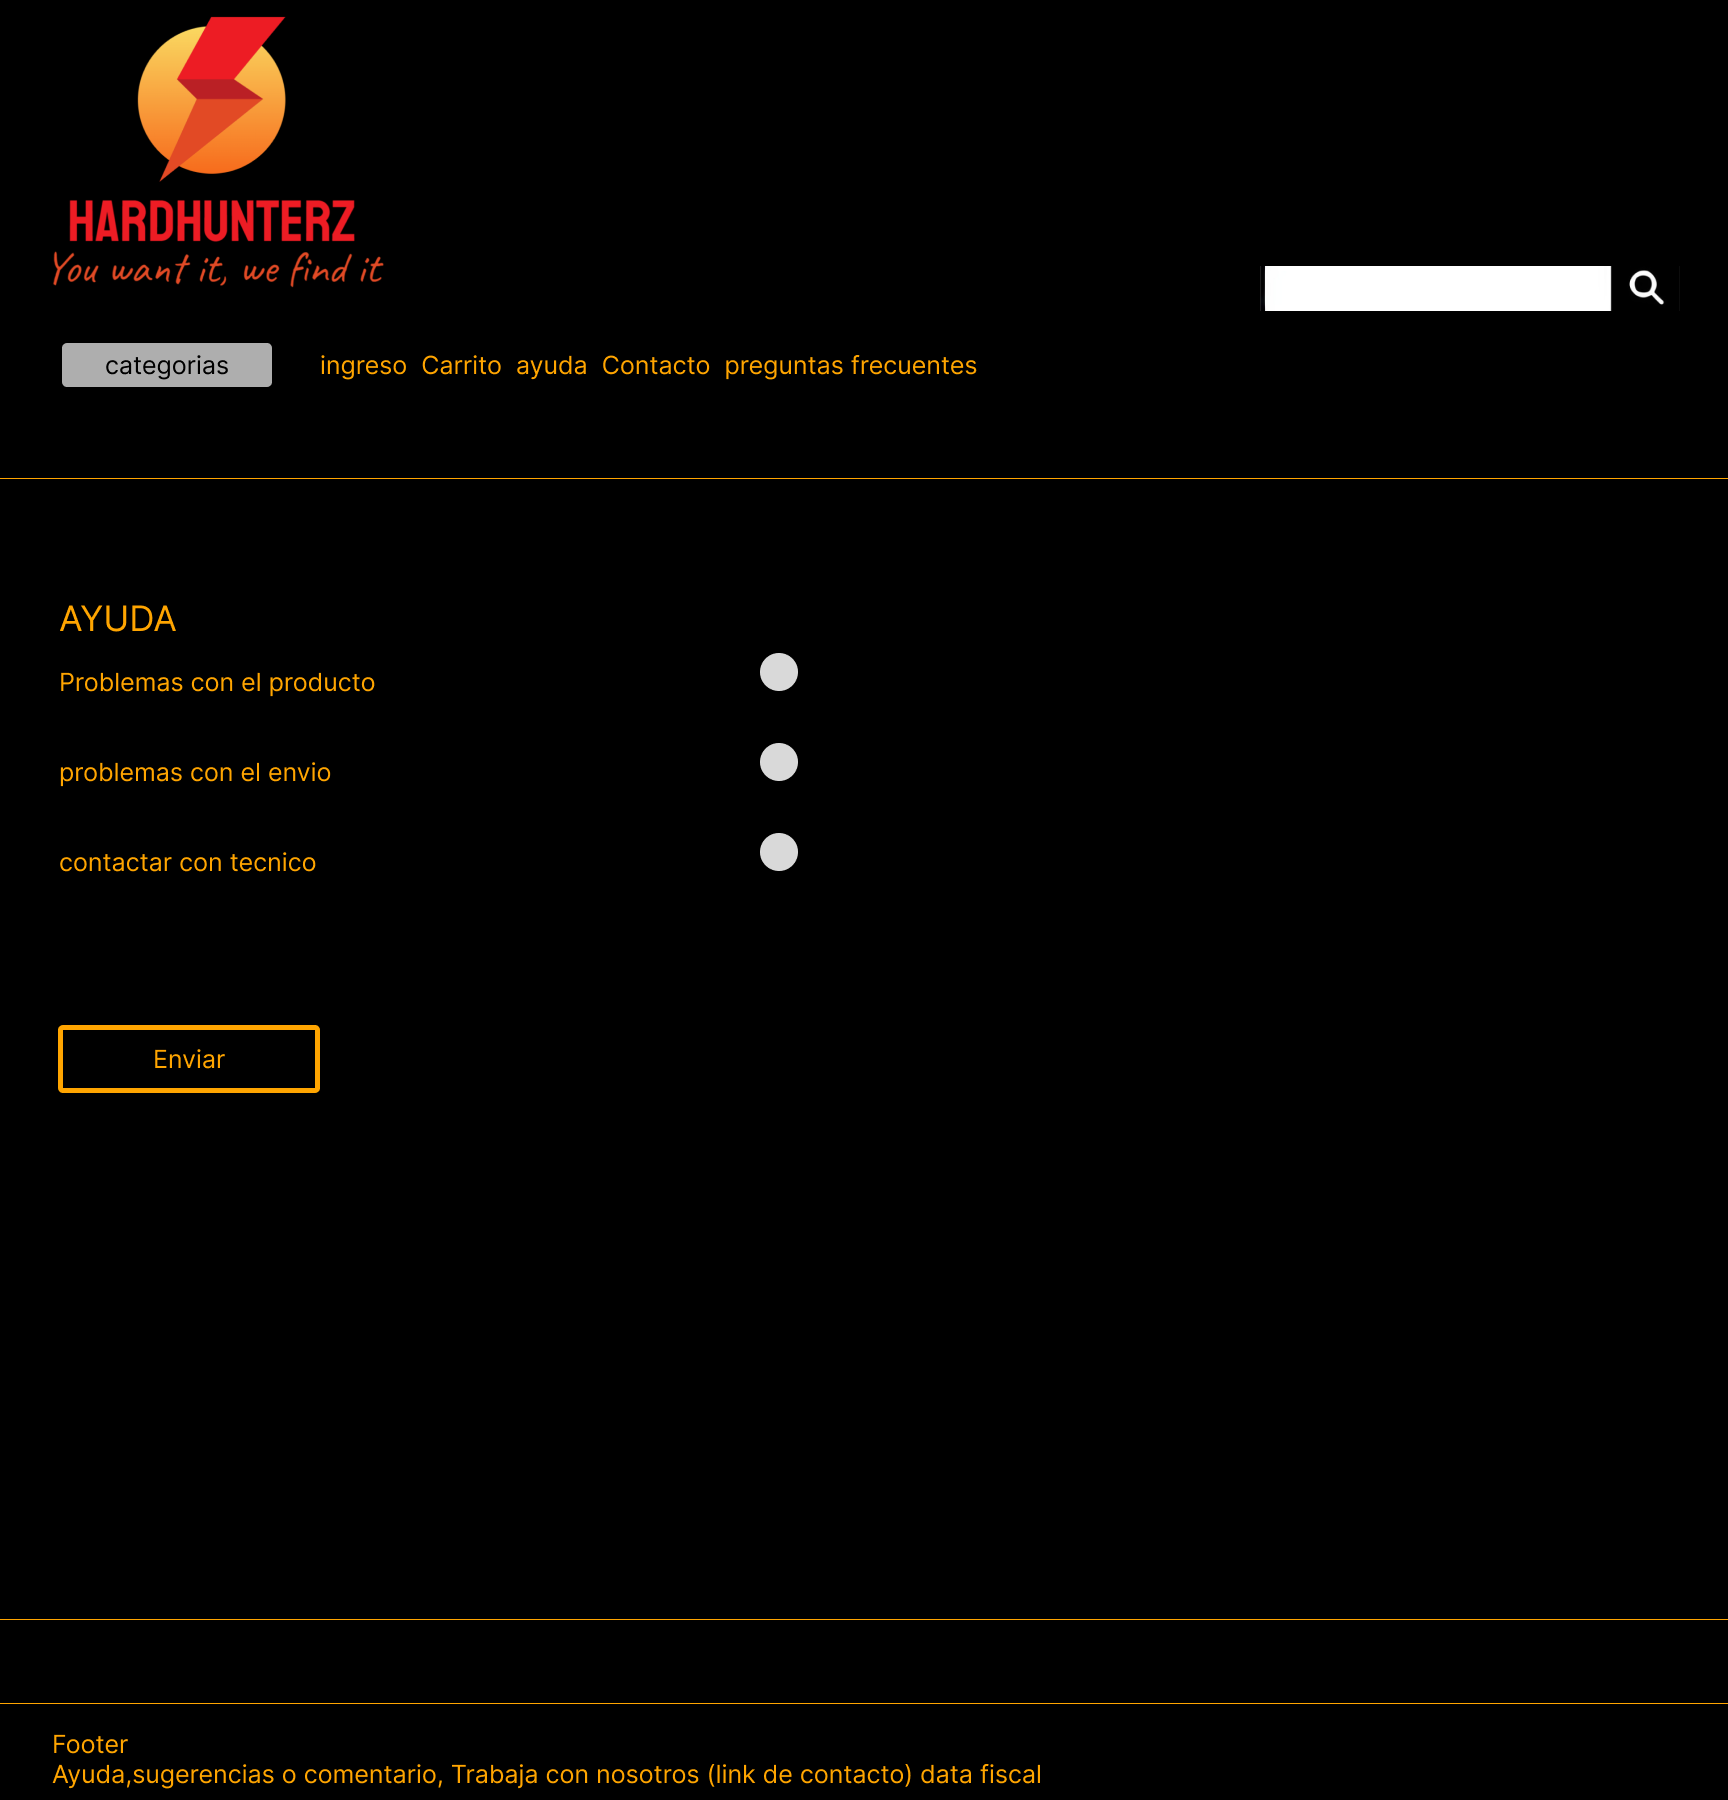 HARDHUNTERZ
You want it, we find it
categorias
ingreso Carrito ayuda Contacto preguntas frecuentes
AYUDA
Problemas con el producto
problemas con el envio
contactar con tecnico
Enviar
Footer
Ayuda,sugerencias o comentario, Trabaja con nosotros (link de contacto) data fiscal